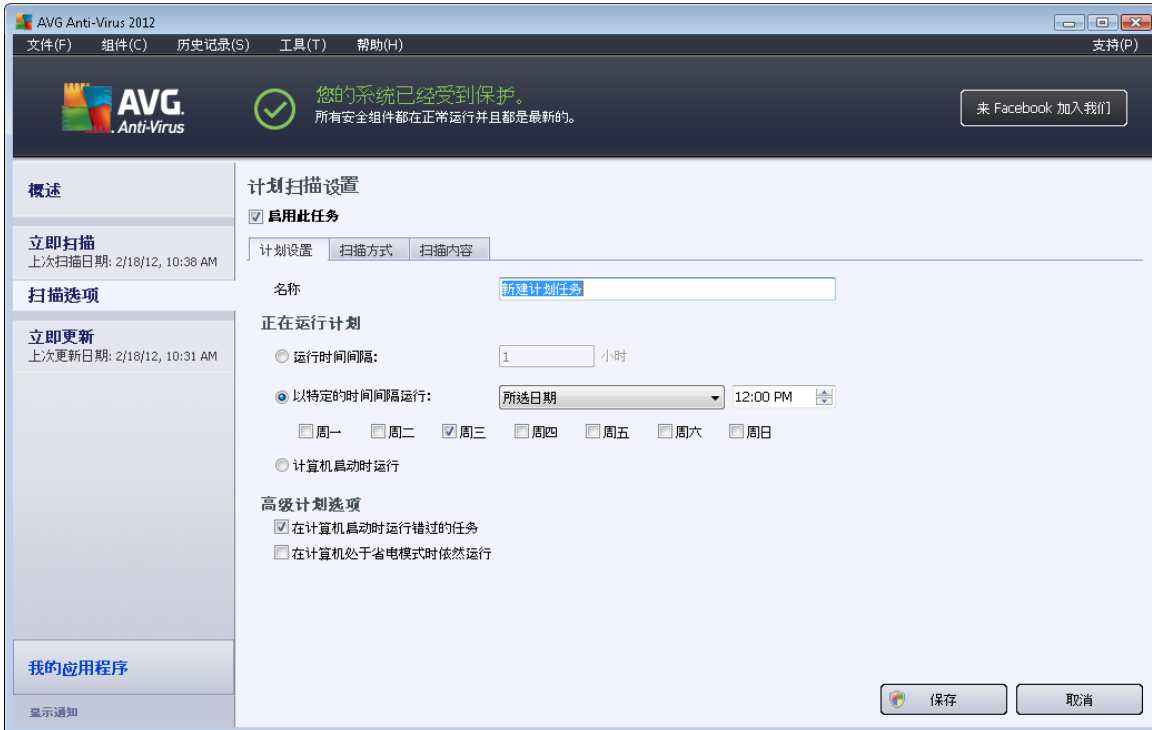 AVG Anti-Virus 2012
文件(F) 组件(C) 历史记录(S) 工具(T) 帮助(H) 支持(P)
AVG.
Anti-Virus
您的系统已经受到保护。
所有安全组件都在正常运行并且都是最新的。
来 Facebook 加入我们
概述
立即扫描
上次扫描日期: 2/18/12, 10:38 AM
扫描选项
立即更新
上次更新日期: 2/18/12, 10:31 AM
我的应用程序
显示通知
计划扫描设置
启用此任务
计划设置 扫描方式 扫描内容
名称 新建计划任务
正在运行计划
运行时间间隔: 1 小时
以特定的时间间隔运行: 所选日期 12:00 PM
周一 周二 周三 周四 周五 周六 周日
计算机启动时运行
高级计划选项
在计算机启动时运行错过的任务
在计算机处于省电模式时依然运行
保存 取消